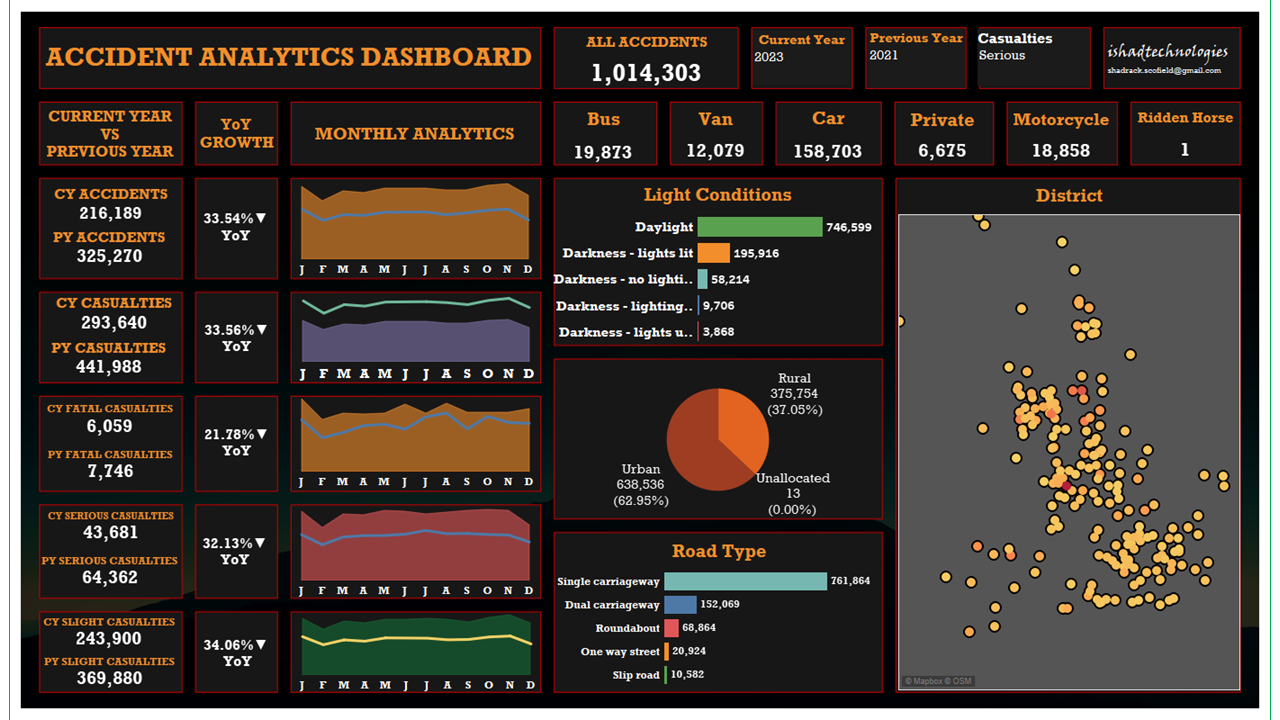 ACCIDENT ANALYTICS DASHBOARD
ALL ACCIDENTS
1,014,303
Current Year
2023
Previous Year
2021
Casualties
Serious
ishadtechnologies
shadrack.scofield@gmail.com
CURRENT YEAR
VS
PREVIOUS YEAR
YoY
GROWTH
MONTHLY ANALYTICS
Bus
19,873
Van
12,079
Car
158,703
Private
6,675
Motorcycle
18,858
Ridden Horse
1
CY ACCIDENTS
216,189
PY ACCIDENTS
325,270
33.54%▼
YoY
J F M A M J J A S O N D
CY CASUALTIES
293,640
PY CASUALTIES
441,988
33.56%▼
YoY
J F M A M J J A S O N D
CY FATAL CASUALTIES
6,059
PY FATAL CASUALTIES
7,746
21.78%▼
YoY
J F M A M J J A S O N D
CY SERIOUS CASUALTIES
43,681
PY SERIOUS CASUALTIES
64,362
32.13%▼
YoY
J F M A M J J A S O N D
CY SLIGHT CASUALTIES
243,900
PY SLIGHT CASUALTIES
369,880
34.06%▼
YoY
J F M A M J J A S O N D
Light Conditions
Daylight 746,599
Darkness - lights lit 195,916
Darkness - no lighti.. 58,214
Darkness - lighting.. 9,706
Darkness - lights u.. 3,868
Rural
375,754
(37.05%)
Urban
638,536
(62.95%)
Unallocated
13
(0.00%)
Road Type
Single carriageway 761,864
Dual carriageway 152,069
Roundabout 68,864
One way street 20,924
Slip road 10,582
District
© Mapbox © OSM